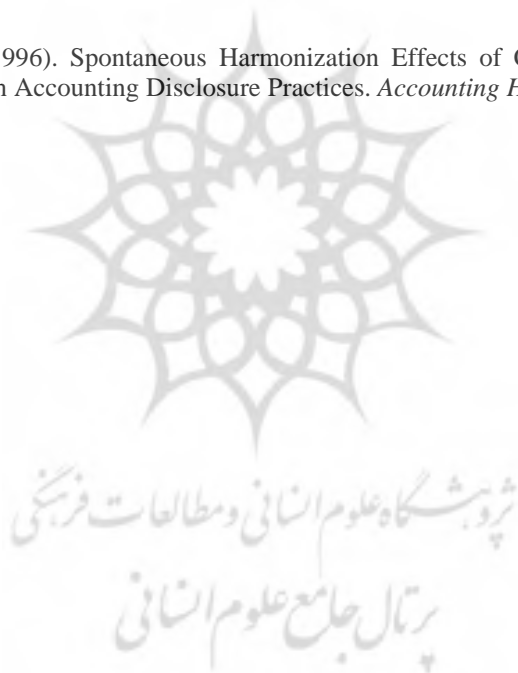 996). Spontaneous Harmonization Effects of
Accounting Disclosure Practices. Accounting
پژوهشگاه علوم انسانی و مطالعات فرهنگی
پرتال جامع علوم انسانی